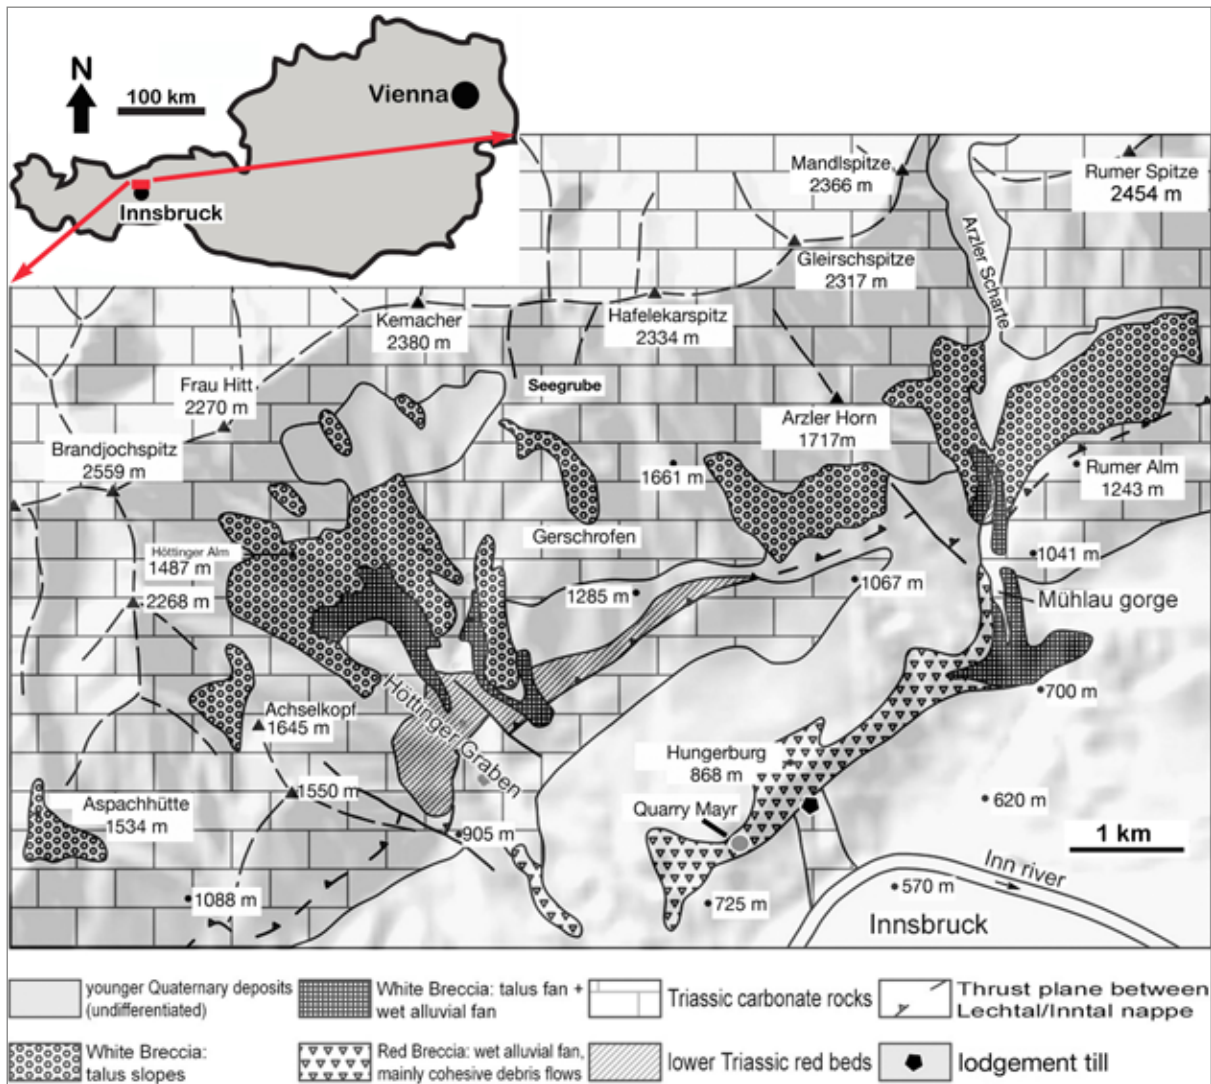 N
100 km
Vienna
Innsbruck
Mandlspitze
2366 m
Rumer Spitze
2454 m
Arzler Scharte
Gleirschspitze
2317 m
Kemacher
2380 m
Hafelekarspitz
2334 m
Seegrube
Frau Hitt
2270 m
Arzler Horn
1717m
Brandjochspitz
2559 m
1661 m
Rumer Alm
1243 m
Gerschrofen
Höttinger Alm
1487 m
1041 m
1067 m
1285 m
Mühlau gorge
2268 m
Höttinger Graben
700 m
Achselkopf
1645 m
Hungerburg
868 m
1550 m
Aspachhütte
1534 m
Quarry Mayr
620 m
905 m
1 km
Inn river
570 m
1088 m
725 m
Innsbruck
younger Quaternary deposits
(undifferentiated)
White Breccia: talus fan +
wet alluvial fan
Triassic carbonate rocks
Thrust plane between
Lechtal/Inntal nappe
White Breccia:
talus slopes
Red Breccia: wet alluvial fan,
mainly cohesive debris flows
lower Triassic red beds
lodgement till